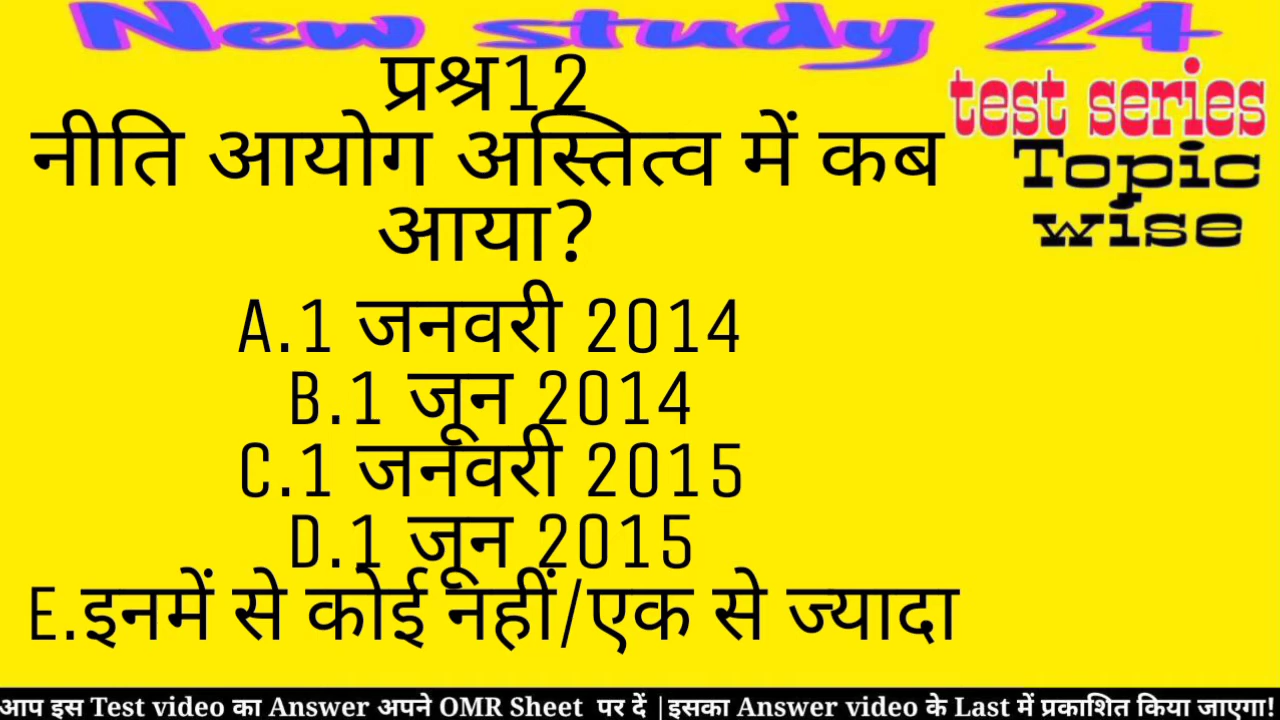 New study 24
test series
Topic
wise
प्रश्न12
नीति आयोग अस्तित्व में कब
आया?
A.1 जनवरी 2014
B.1 जून 2014
C.1 जनवरी 2015
D.1 जून 2015
E.इनमें से कोई नहीं/एक से ज्यादा
आप इस Test video का Answer अपने OMR Sheet पर दें |इसका Answer video के Last में प्रकाशित किया जाएगा!